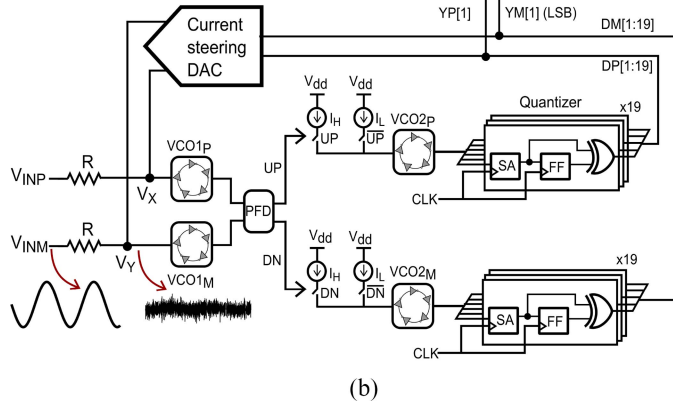 YP[1]
YM[1] (LSB)
DM[1:19]
Current
steering
DAC
DP[1:19]
Vdd
Vdd
Quantizer
x19
IH
IL
UP
UP
VCO2P
VCO1P
R
VINP
VX
UP
SA
FF
CLK
PFD
R
VINM
VY
VCO1M
DN
Vdd
Vdd
x19
IH
IL
DN
DN
VCO2M
SA
FF
CLK
(b)